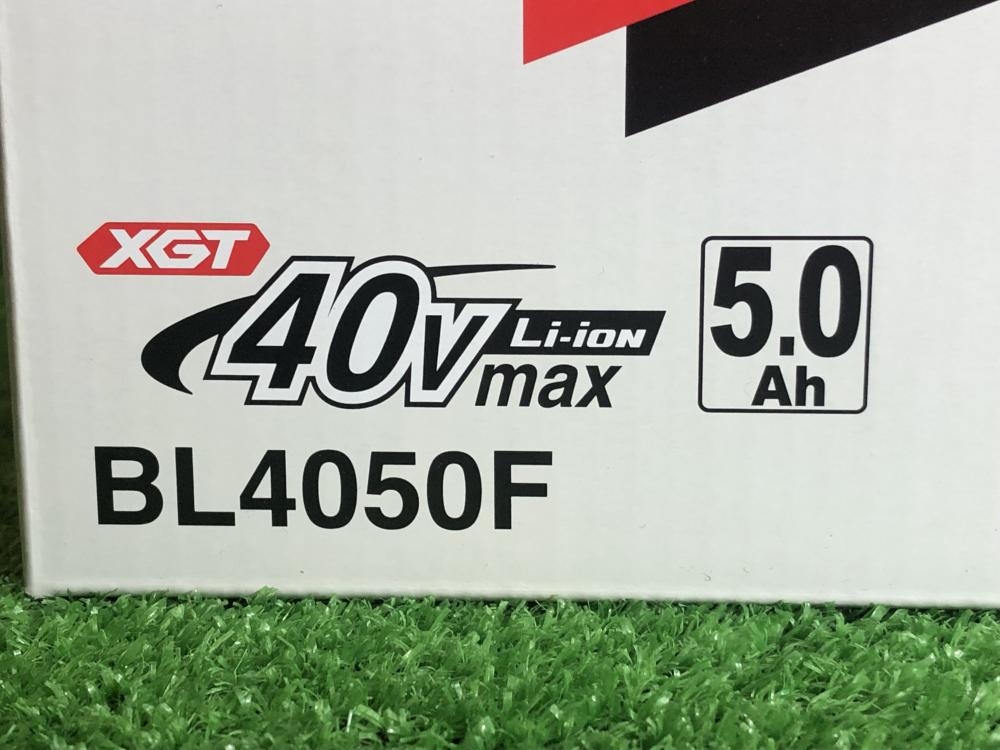 XGT
40V Li-ion
max
5.0
Ah
BL4050F